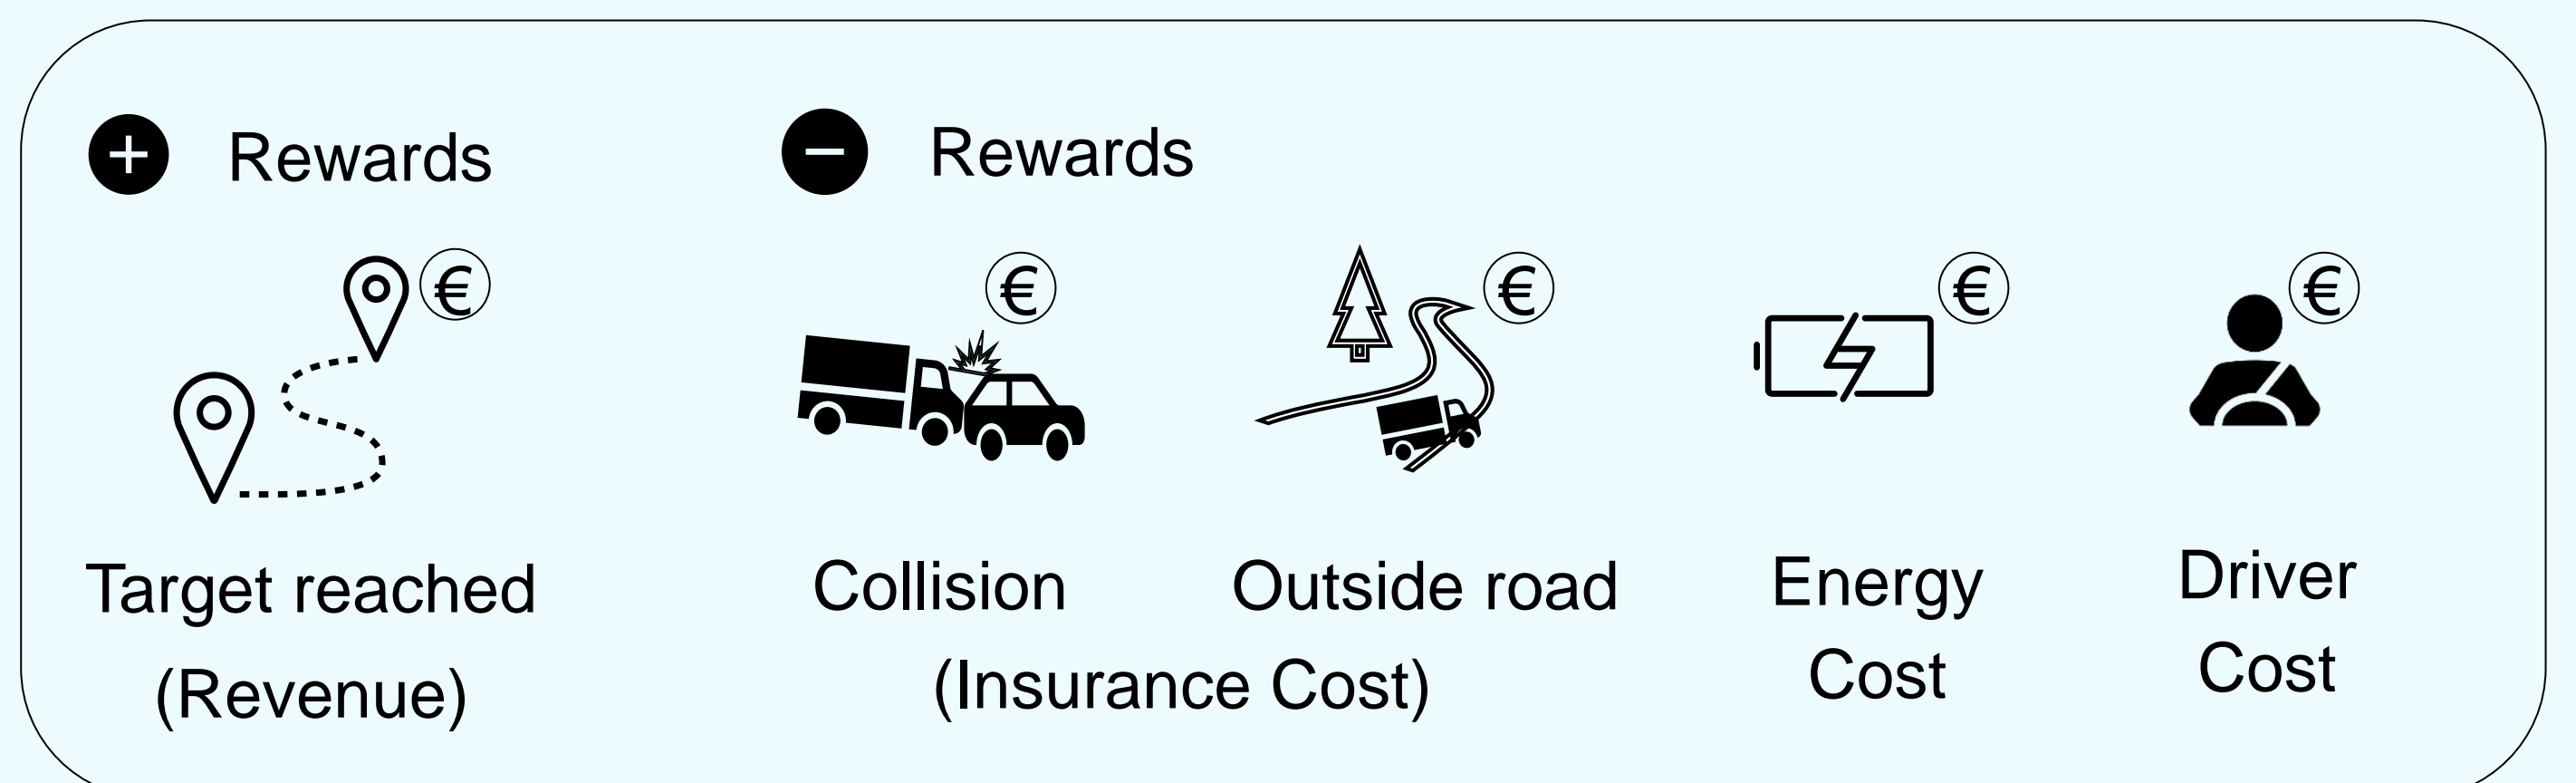 + Rewards
− Rewards
€ € € € €
Target reached
(Revenue)
Collision
Outside road
(Insurance Cost)
Energy
Cost
Driver
Cost